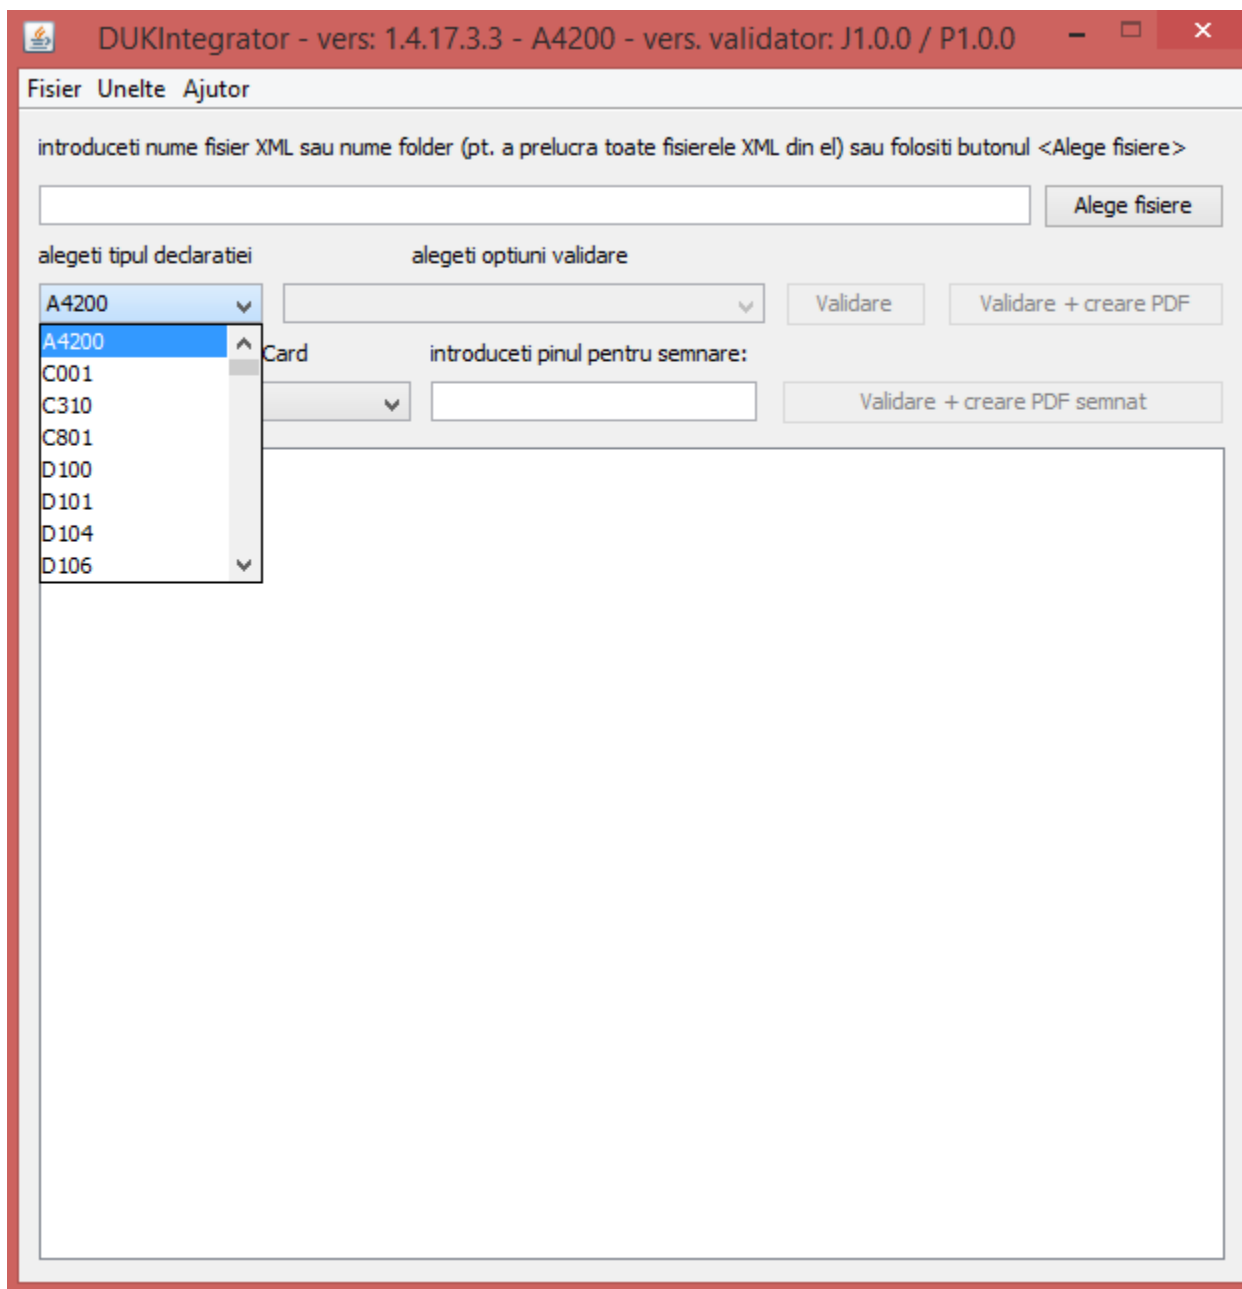 DUKIntegrator - vers: 1.4.17.3.3 - A4200 - vers. validator: J1.0.0 / P1.0.0
Fisier Unelte Ajutor
introduceti nume fisier XML sau nume folder (pt. a prelucra toate fisierele XML din el) sau folositi butonul <Alege fisiere>
Alege fisiere
alegeti tipul declaratiei alegeti optiuni validare
A4200 Validare Validare + creare PDF
A4200
Card introduceti pinul pentru semnare:
C001
C310 Validare + creare PDF semnat
C801
D100
D101
D104
D106